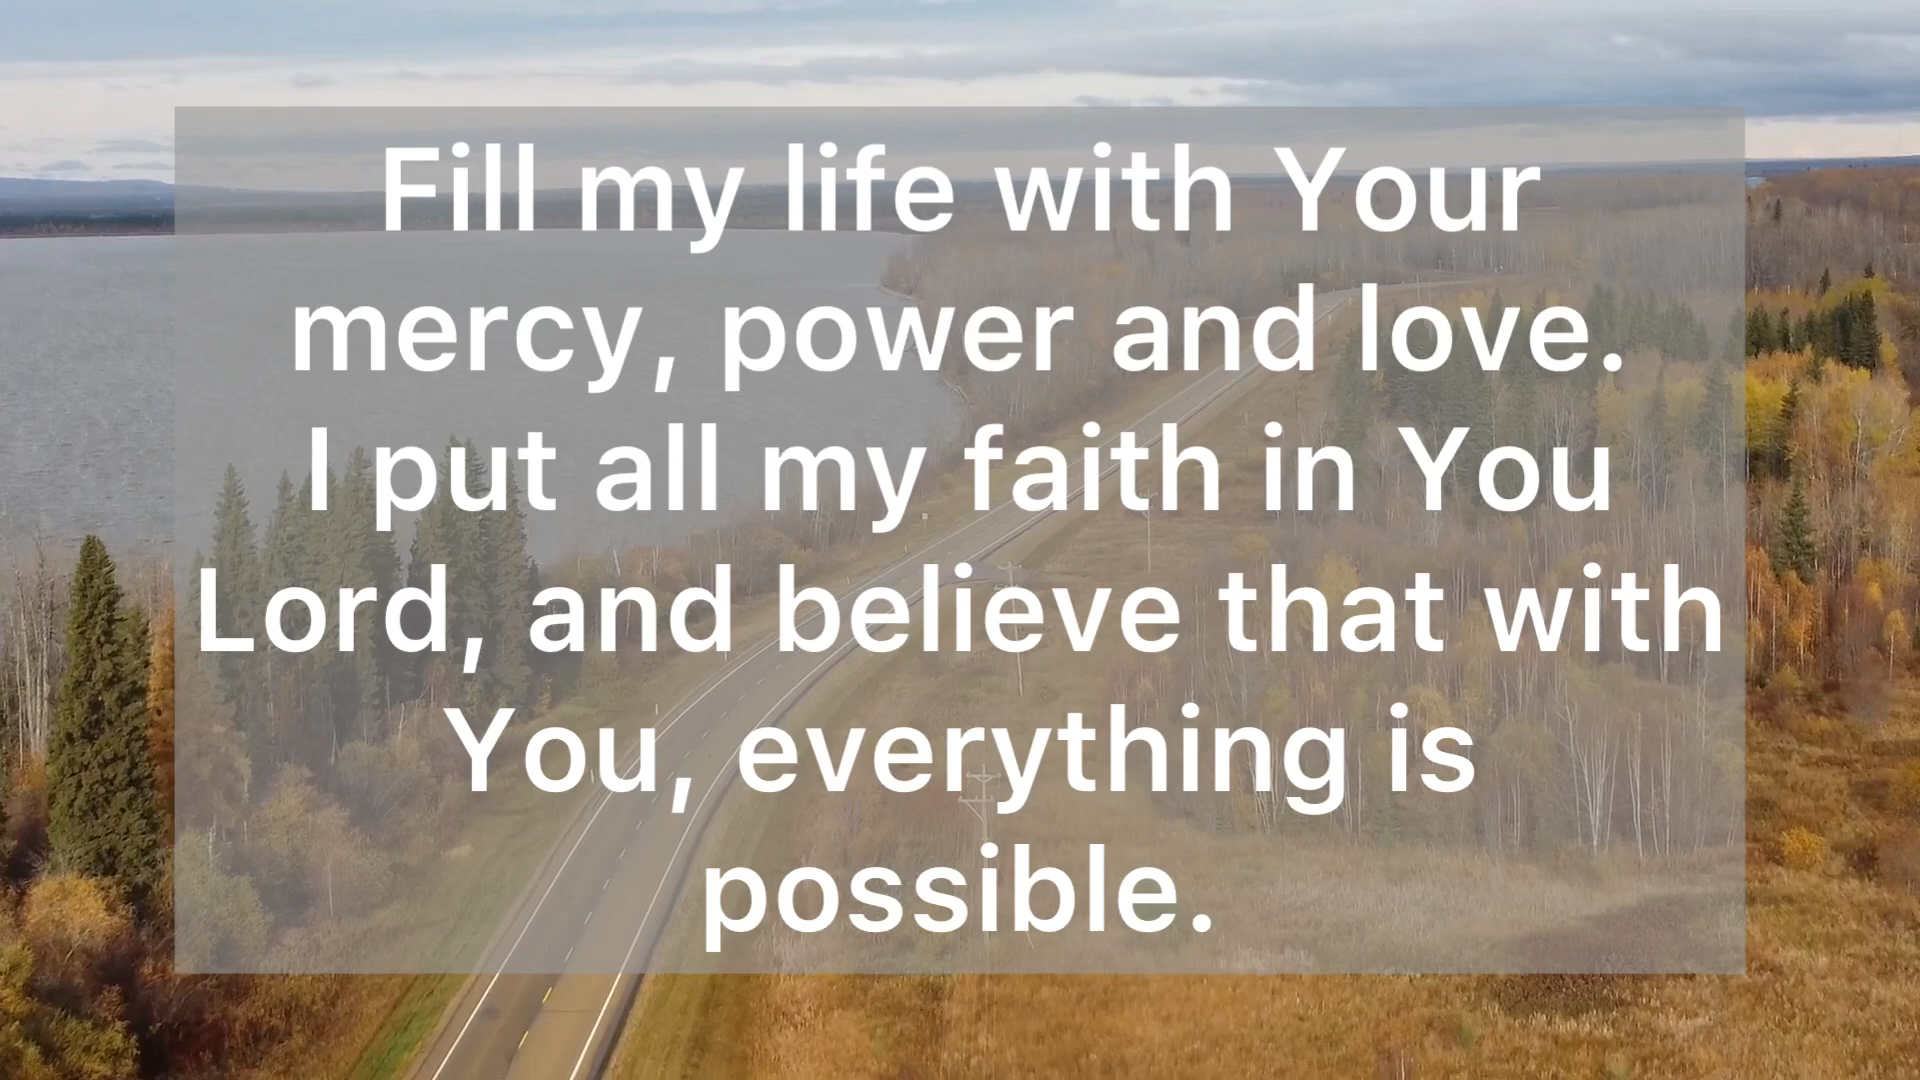 Fill my life with Your
mercy, power and love.
I put all my faith in You
Lord, and believe that with
You, everything is
possible.